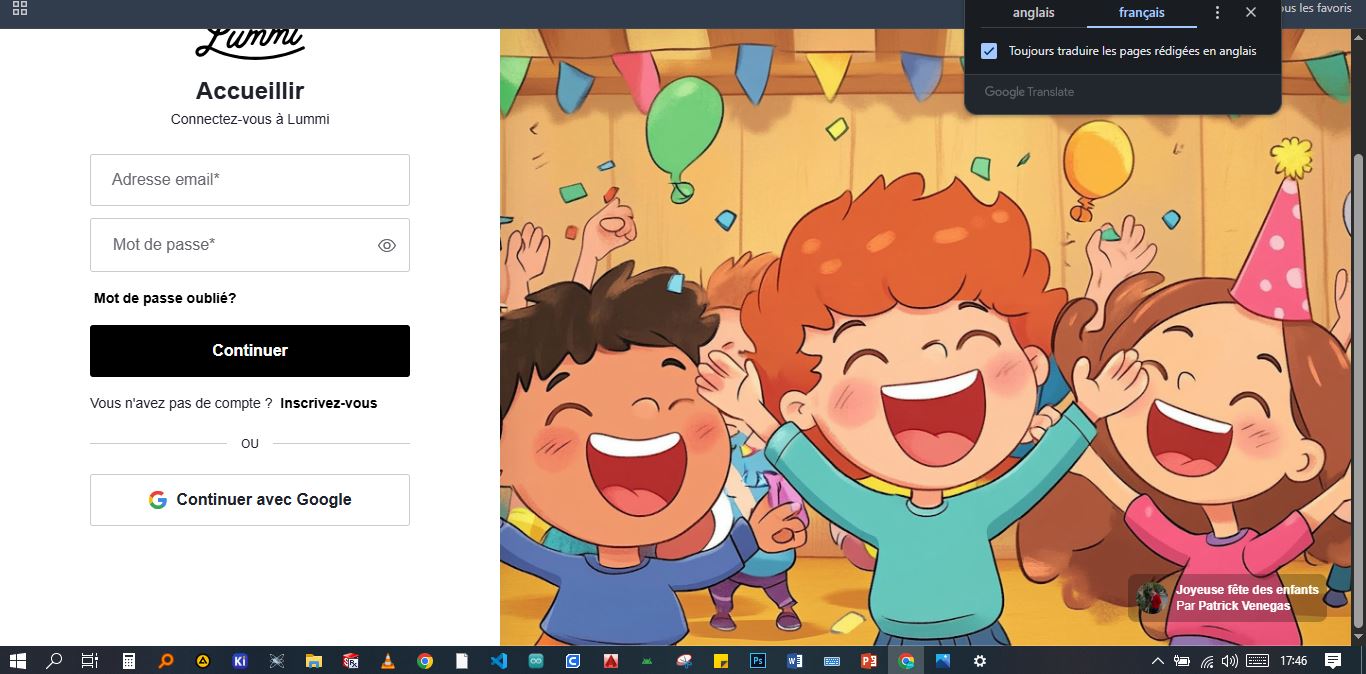 anglais
français
ous les favoris
Toujours traduire les pages rédigées en anglais
Google Translate
Lummi
Accueillir
Connectez-vous à Lummi
Adresse email*
Mot de passe*
Mot de passe oublié?
Continuer
Vous n'avez pas de compte ? Inscrivez-vous
OU
Continuer avec Google
Joyeuse fête des enfants
Par Patrick Venegas
17:46